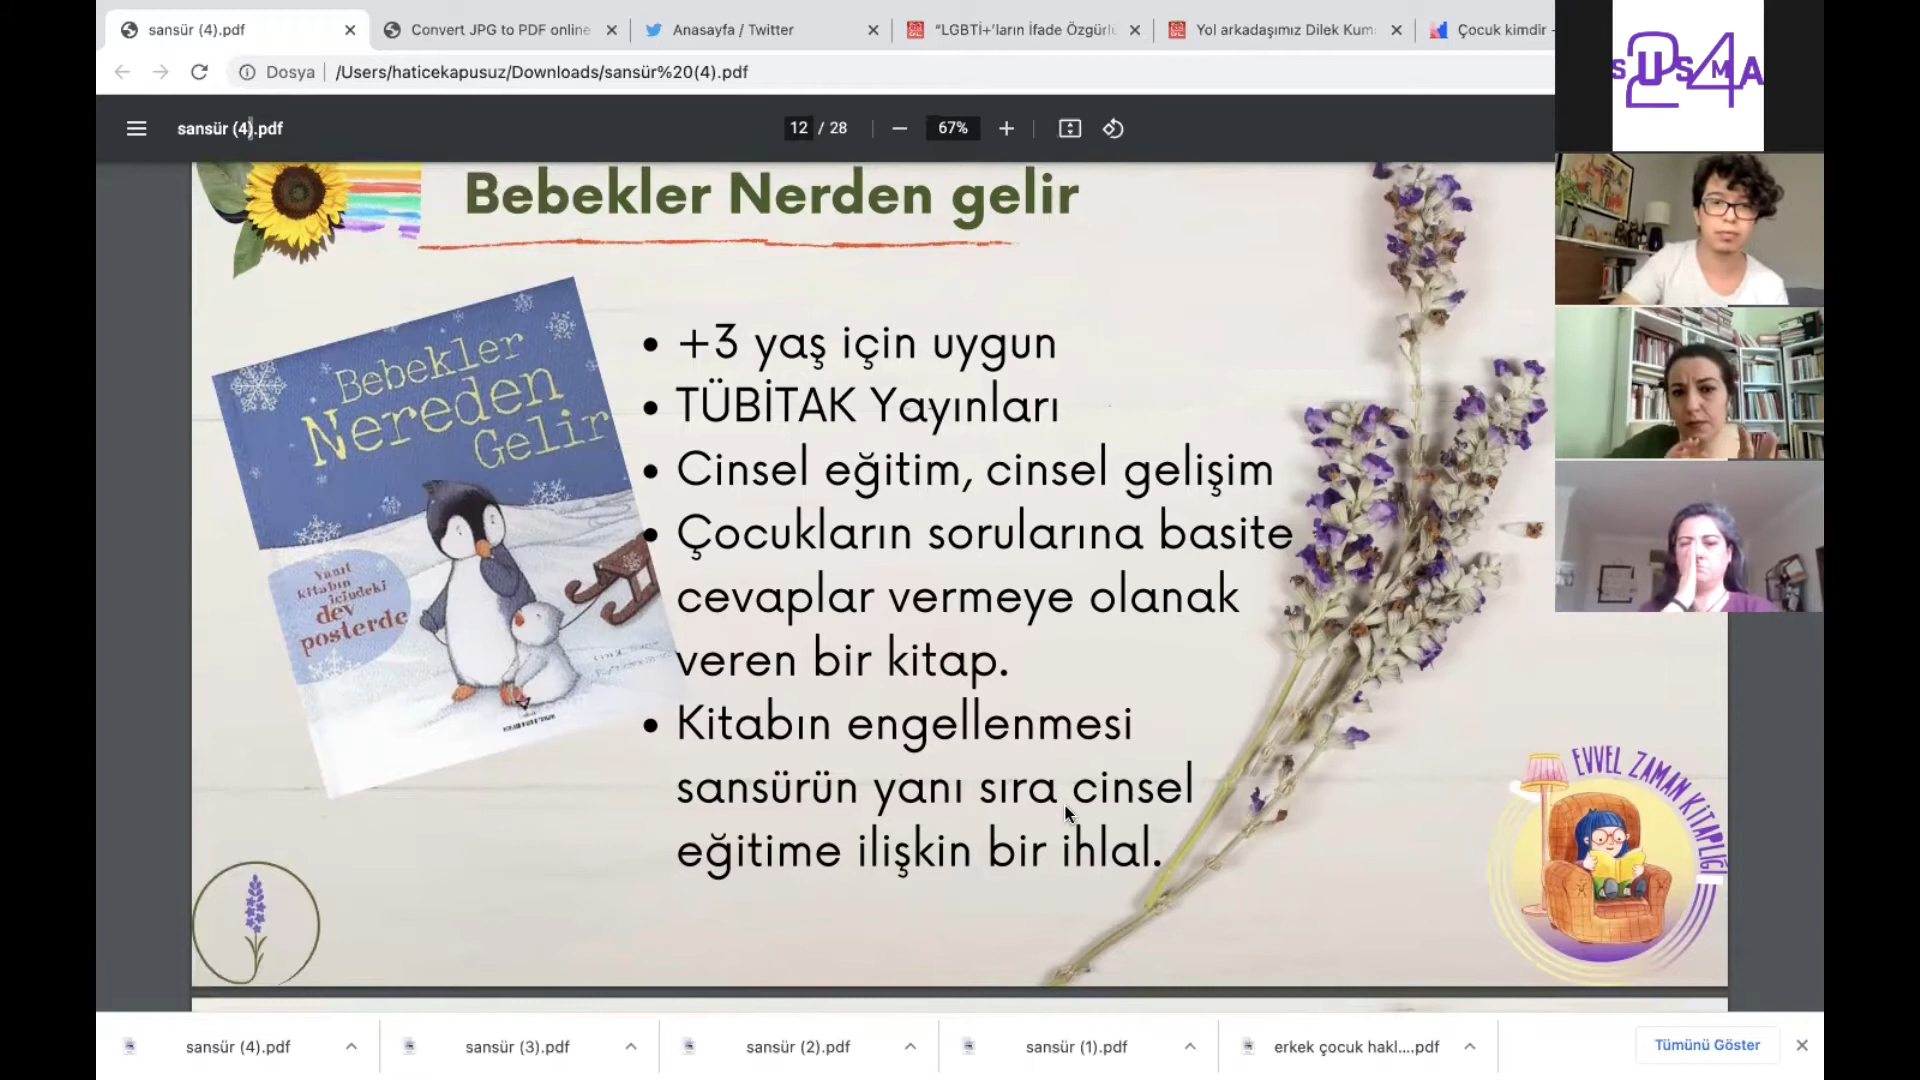 sansür (4).pdf
Convert JPG to PDF online
Anasayfa / Twitter
"LGBTİ+'ların İfade Özgürlü
Yol arkadaşımız Dilek Kum
Çocuk kimdir -
Dosya
/Users/haticekapusuz/Downloads/sansür%20(4).pdf
SUSMA
24
sansür (4).pdf
12 / 28
67%
Bebekler Nerden gelir
Bebekler
Nereden
Gelir
Yanıt
kitabın
içindeki
dev
posterde
• +3 yaş için uygun
• TÜBİTAK Yayınları
• Cinsel eğitim, cinsel gelişim
• Çocukların sorularına basite
cevaplar vermeye olanak
veren bir kitap.
• Kitabın engellenmesi
sansürün yanı sıra cinsel
eğitime ilişkin bir ihlal.
EVVEL ZAMAN KİTAPLIĞI
sansür (4).pdf
sansür (3).pdf
sansür (2).pdf
sansür (1).pdf
erkek çocuk hakl....pdf
Tümünü Göster